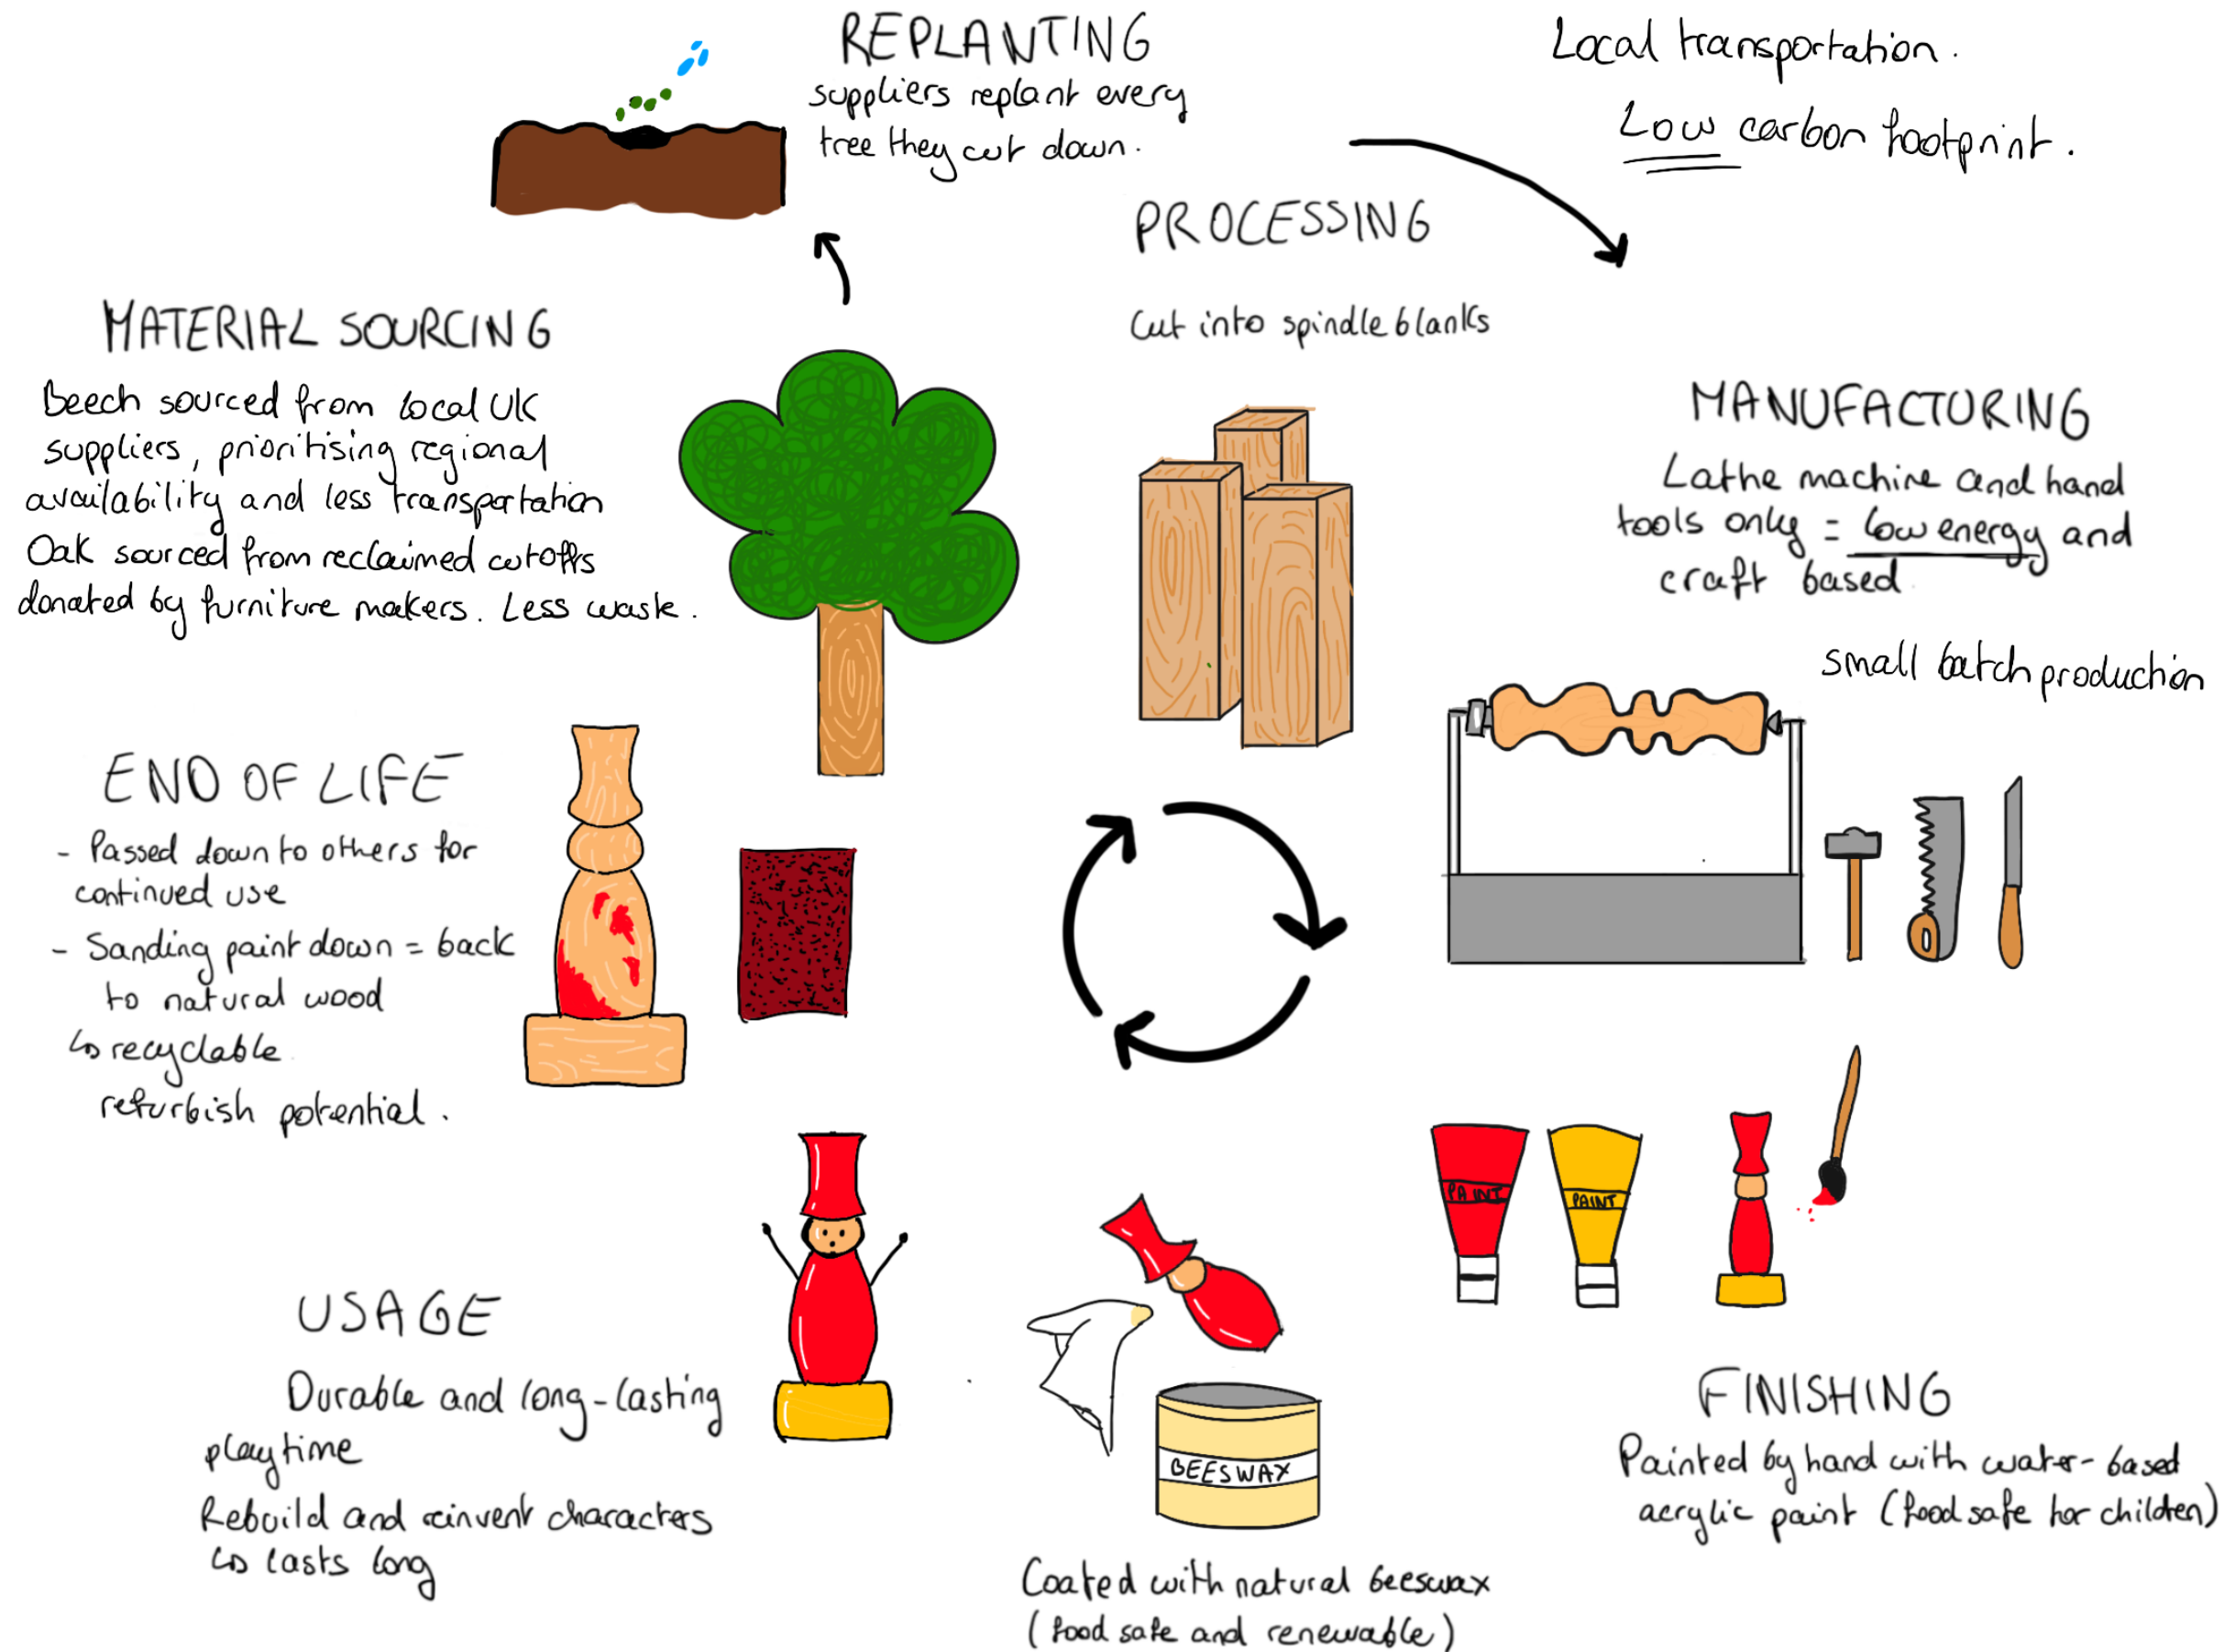 REPLANTING
suppliers replant every
tree they cut down.
Local transportation.
Low carbon footprint.
PROCESSING
Cut into spindle blanks
MATERIAL SOURCING
Beech sourced from local UK
suppliers, prioritising regional
availability and less transportation
Oak sourced from reclaimed cutoffs
donated by furniture makers. Less waste.
MANUFACTURING
Lathe machine and hand
tools only = low energy and
craft based
small batch production
END OF LIFE
- Passed down to others for
continued use
- Sanding paint down = back
to natural wood
↳ recyclable
refurbish potential.
PAINT
PAINT
FINISHING
Painted by hand with water-based
acrylic paint (food safe for children)
BEESWAX
Coated with natural beeswax
(food safe and renewable)
USAGE
Durable and long-lasting
playtime
Rebuild and reinvent characters
↳ lasts long